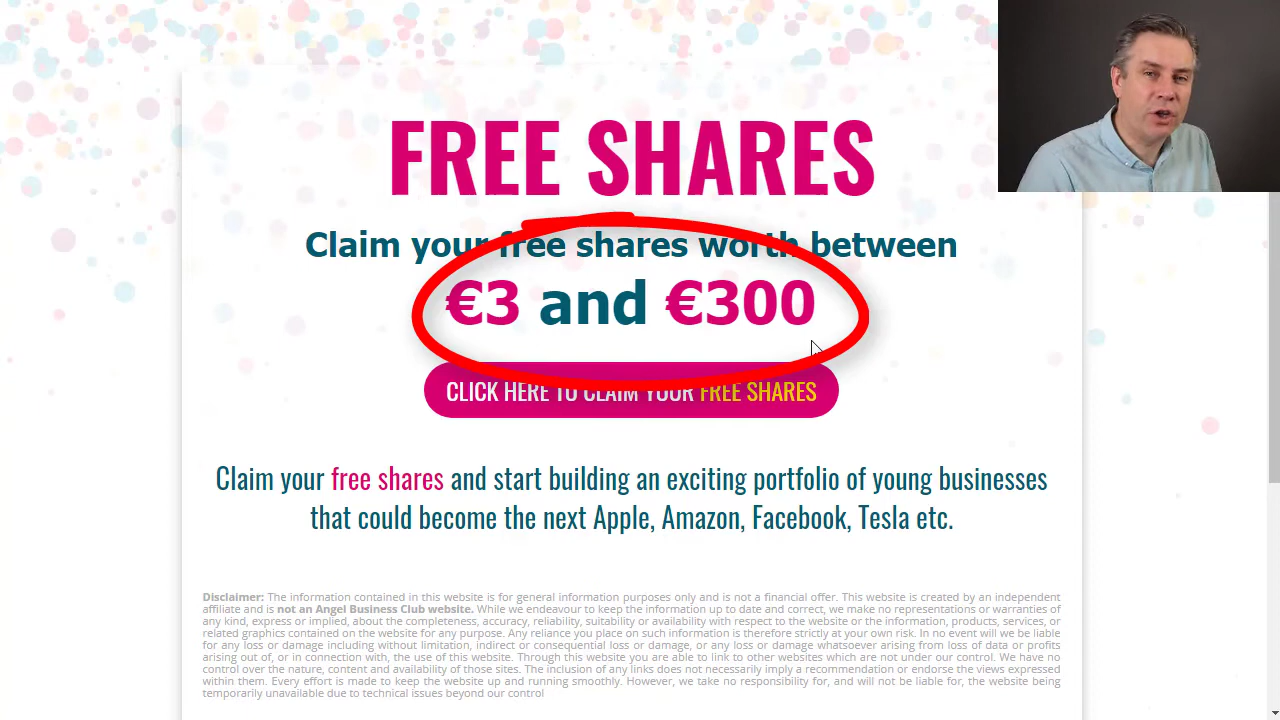 FREE SHARES
Claim your free shares worth between
€3 and €300
CLICK HERE TO CLAIM YOUR FREE SHARES
Claim your free shares and start building an exciting portfolio of young businesses
that could become the next Apple, Amazon, Facebook, Tesla etc.
Disclaimer: The information contained in this website is for general information purposes only and is not a financial offer. This website is created by an independent
affiliate and is not an Angel Business Club website. While we endeavour to keep the information up to date and correct, we make no representations or warranties of
any kind, express or implied, about the completeness, accuracy, reliability, suitability or availability with respect to the website or the information, products, services, or
related graphics contained on the website for any purpose. Any reliance you place on such information is therefore strictly at your own risk. In no event will we be liable
for any loss or damage including without limitation, indirect or consequential loss or damage, or any loss or damage whatsoever arising from loss of data or profits
arising out of, or in connection with, the use of this website. Through this website you are able to link to other websites which are not under our control. We have no
control over the nature, content and availability of those sites. The inclusion of any links does not necessarily imply a recommendation or endorse the views expressed
within them. Every effort is made to keep the website up and running smoothly. However, we take no responsibility for, and will not be liable for, the website being
temporarily unavailable due to technical issues beyond our control